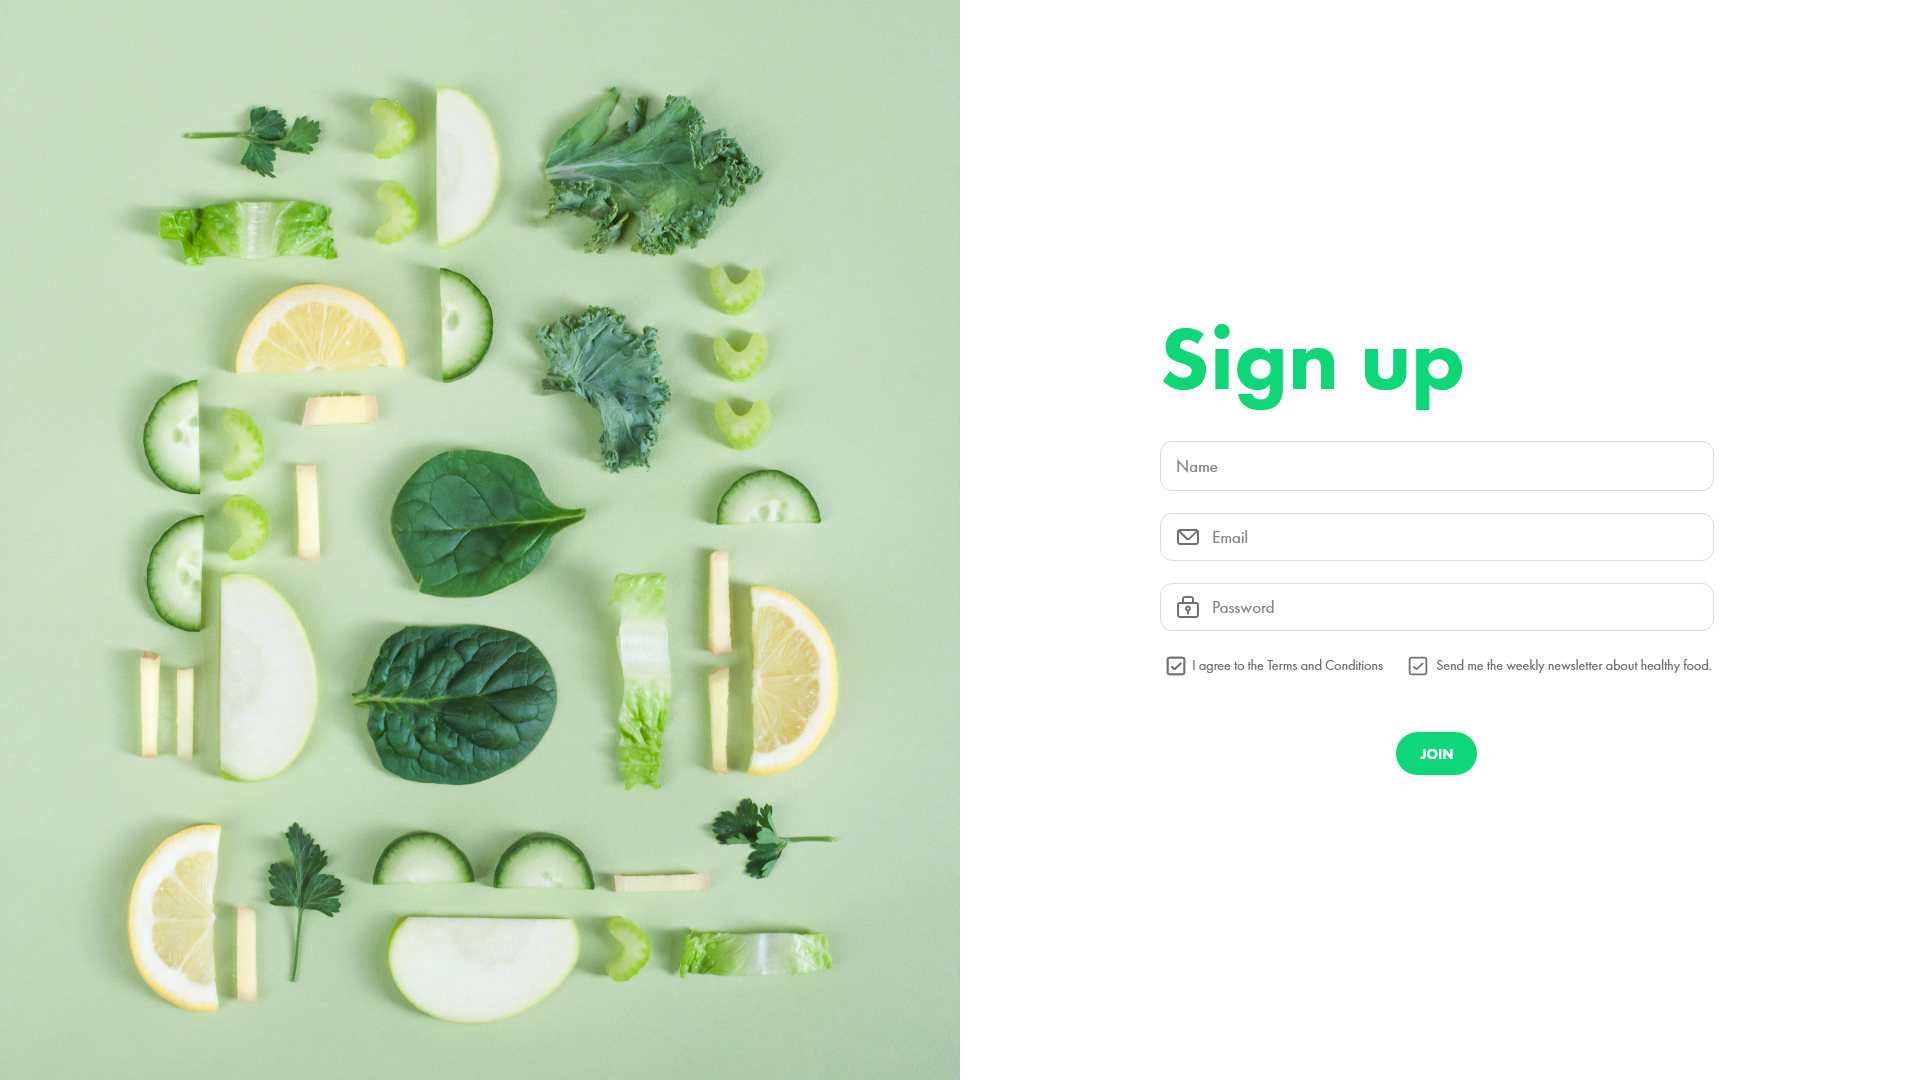 Sign up
Name
Email
Password
I agree to the Terms and Conditions
Send me the weekly newsletter about healthy food.
JOIN